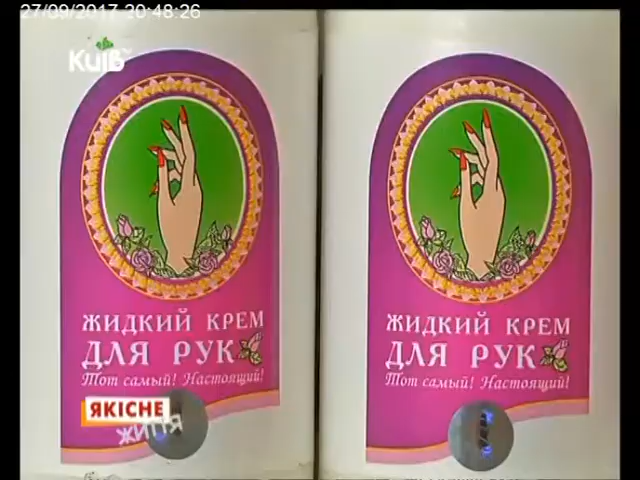 27/09/2017 20:48:26
Київ
ЖИДКИЙ КРЕМ
ДЛЯ РУК
Тот самый! Настоящий!
ЖИДКИЙ КРЕМ
ДЛЯ РУК
Тот самый! Настоящий!
ЯКІСНЕ
ЖИТТЯ